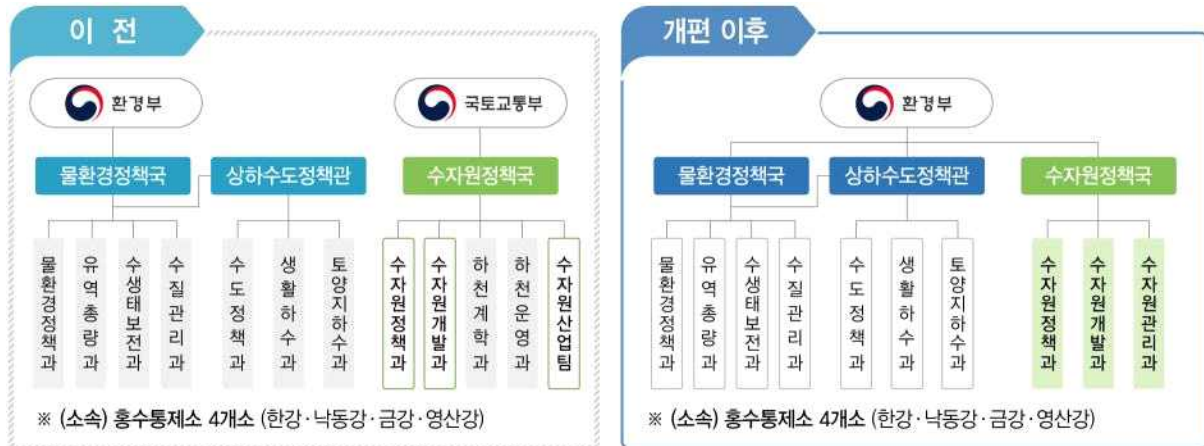 이 전
환경부
국토교통부
물환경정책국
상하수도정책관
수자원정책국
물환경정책과
유역총량과
수생태보전과
수질관리과
수도정책과
생활하수과
토양지하수과
수자원정책과
수자원개발과
하천계학과
하천운영과
수자원산업팀
※ (소속) 홍수통제소 4개소 (한강·낙동강·금강·영산강)
개편 이후
환경부
물환경정책국
상하수도정책관
수자원정책국
물환경정책과
유역총량과
수생태보전과
수질관리과
수도정책과
생활하수과
토양지하수과
수자원정책과
수자원개발과
수자원관리과
※ (소속) 홍수통제소 4개소 (한강·낙동강·금강·영산강)